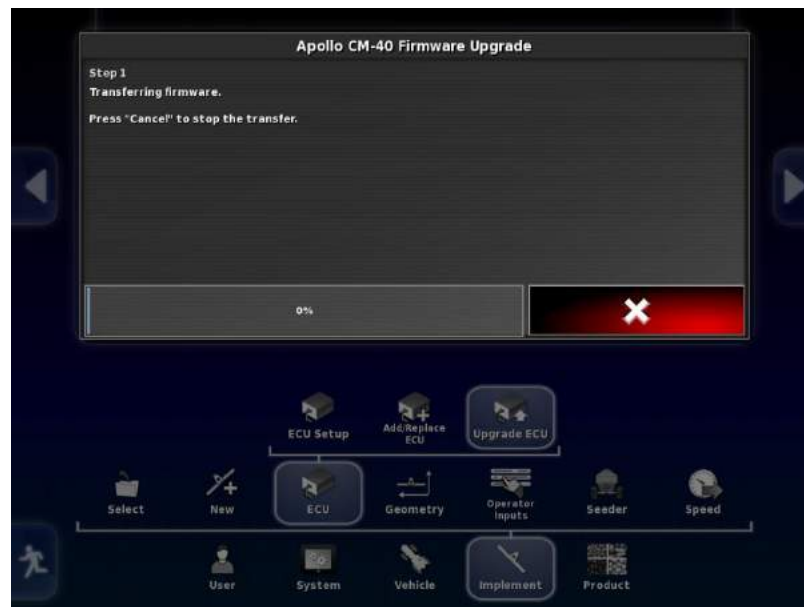 Apollo CM-40 Firmware Upgrade
Step 1
Transferring firmware.
Press "Cancel" to stop the transfer.
0%
ECU Setup
Add/Replace
ECU
Upgrade ECU
Select
New
ECU
Geometry
Operator
Inputs
Seeder
Speed
User
System
Vehicle
Implement
Product